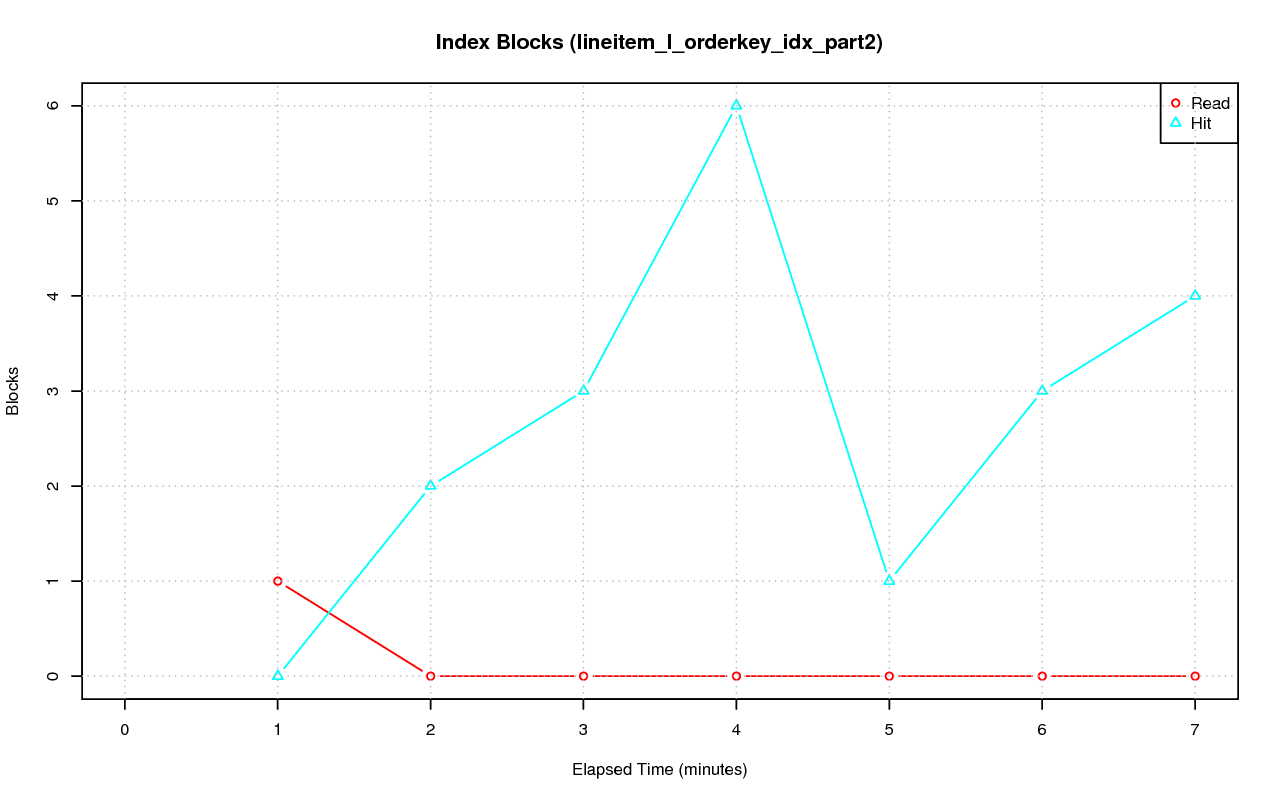 Index Blocks (lineitem_l_orderkey_idx_part2)
Read
Hit
6
5
4
3
2
1
0
Blocks
0 1 2 3 4 5 6 7
Elapsed Time (minutes)